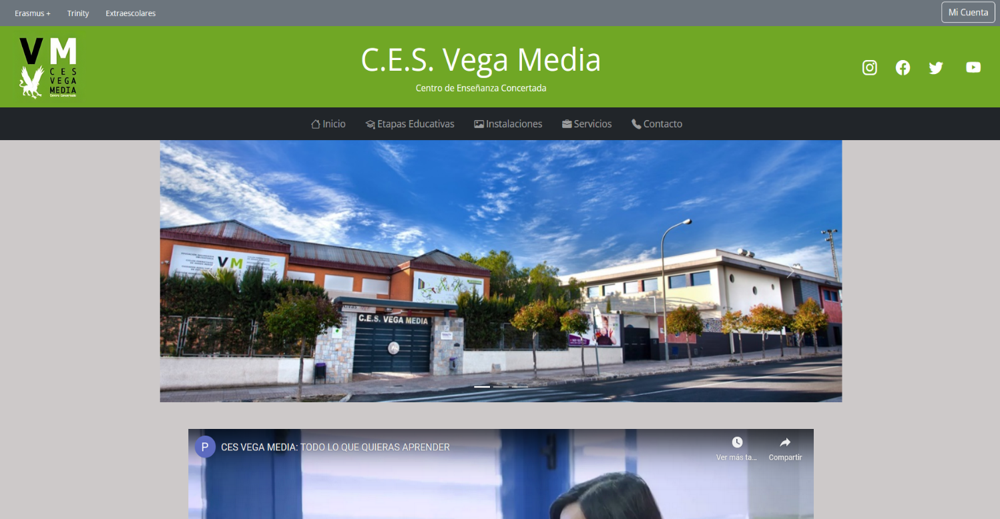 Erasmus +
Trinity
Extraescolares
Mi Cuenta
VM
CES
VEGA
MEDIA
Centro Concertado
C.E.S. Vega Media
Centro de Enseñanza Concertada
Inicio
Etapas Educativas
Instalaciones
Servicios
Contacto
VM
C.E.S. VEGA MEDIA
P
CES VEGA MEDIA: TODO LO QUE QUIERAS APRENDER
Ver más ta...
Compartir